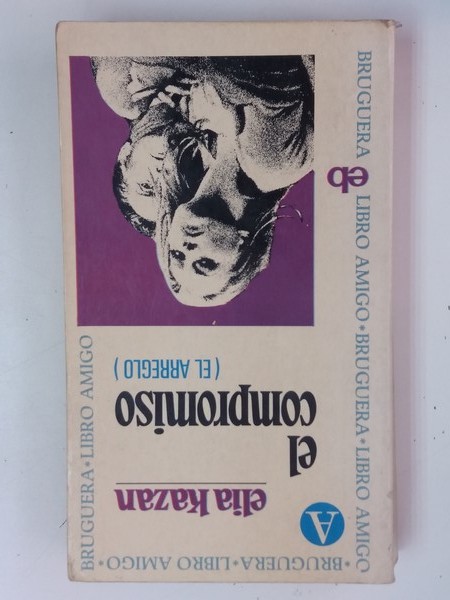 BRUGUERA·LIBRO AMIGO·
A
elia kazan
el
compromiso
( EL ARREGLO )
BRUGUERA·LIBRO AMIGO
·BRUGUERA·LIBRO AMIGO
eb
BRUGUERA·LIBRO AMIGO·BRUGUERA·LIBRO AMIGO